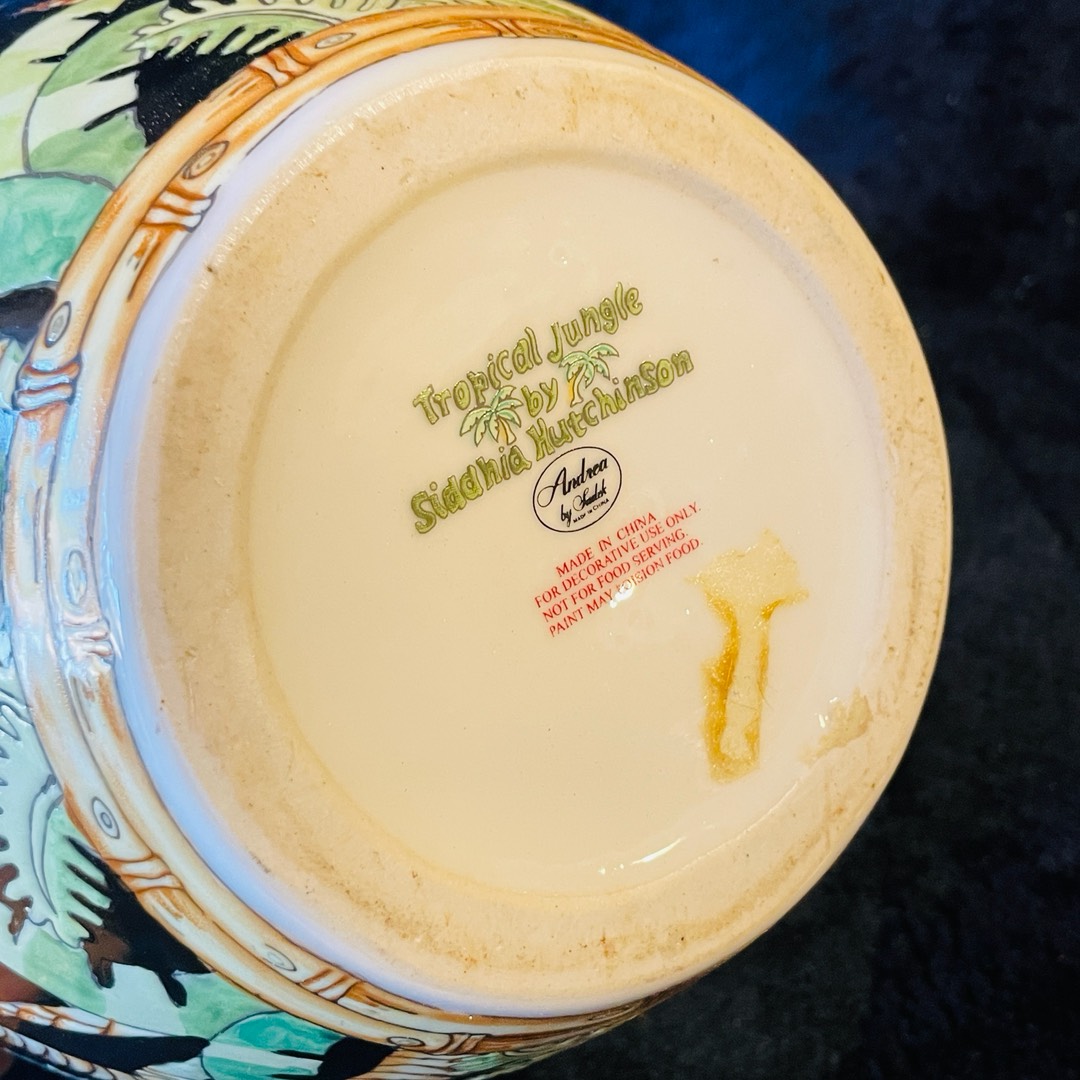 Tropical Jungle
by
Siddhia Hutchinson
Andrea
by Sadek
MADE IN CHINA
MADE IN CHINA
FOR DECORATIVE USE ONLY.
NOT FOR FOOD SERVING.
PAINT MAY POISION FOOD.